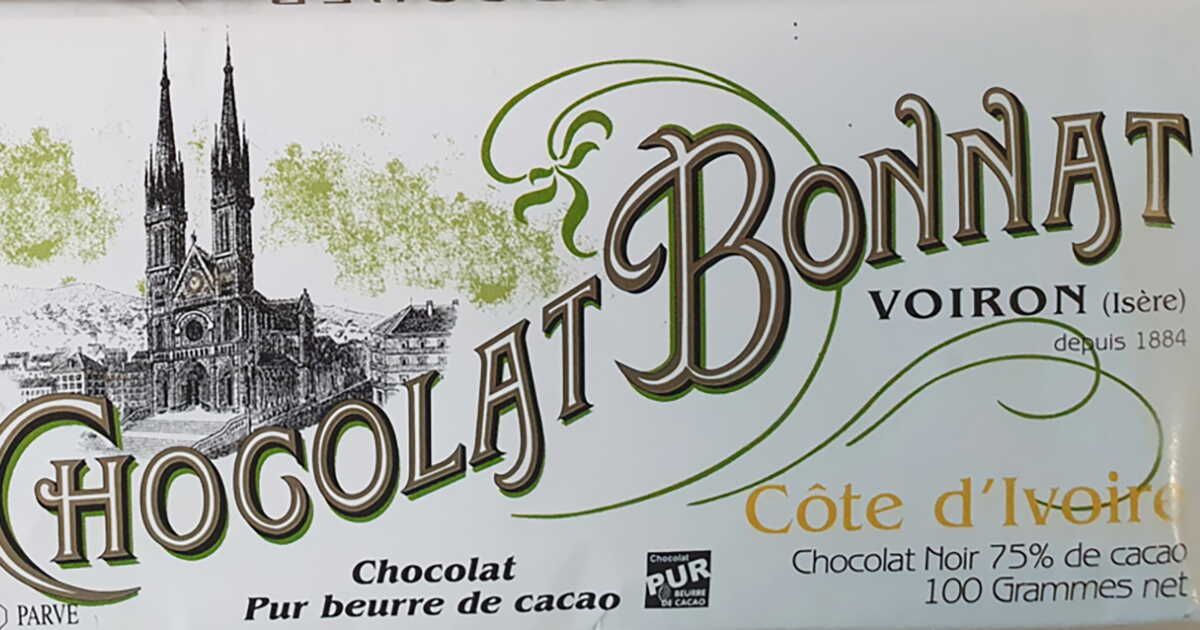 CHOCOLAT BONNAT
VOIRON (Isère)
depuis 1884
Côte d'Ivoire
Chocolat Noir 75% de cacao
100 Grammes net
Chocolat
Pur beurre de cacao
Chocolat
PUR
BEURRE
DE CACAO
PARVE